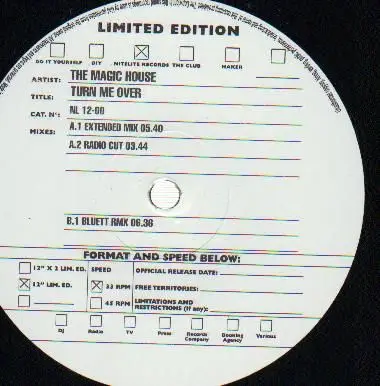 LIMITED EDITION
DO IT YOURSELF DIY NITELITE RECORDS THE CLUB MAKER
ARTIST: THE MAGIC HOUSE
TITLE: TURN ME OVER
CAT. Nº: NL 12-00
MIXES: A.1 EXTENDED MIX 05.40
A.2 RADIO CUT 03.44
B.1 BLUETT RMX 06.36
FORMAT AND SPEED BELOW:
12" X 2 LIM. ED. SPEED OFFICIAL RELEASE DATE:
12" LIM. ED. 33 RPM FREE TERRITORIES:
45 RPM LIMITATIONS AND
RESTRICTIONS (if any):
DJ Radio TV Press Records Company Booking Agency Various